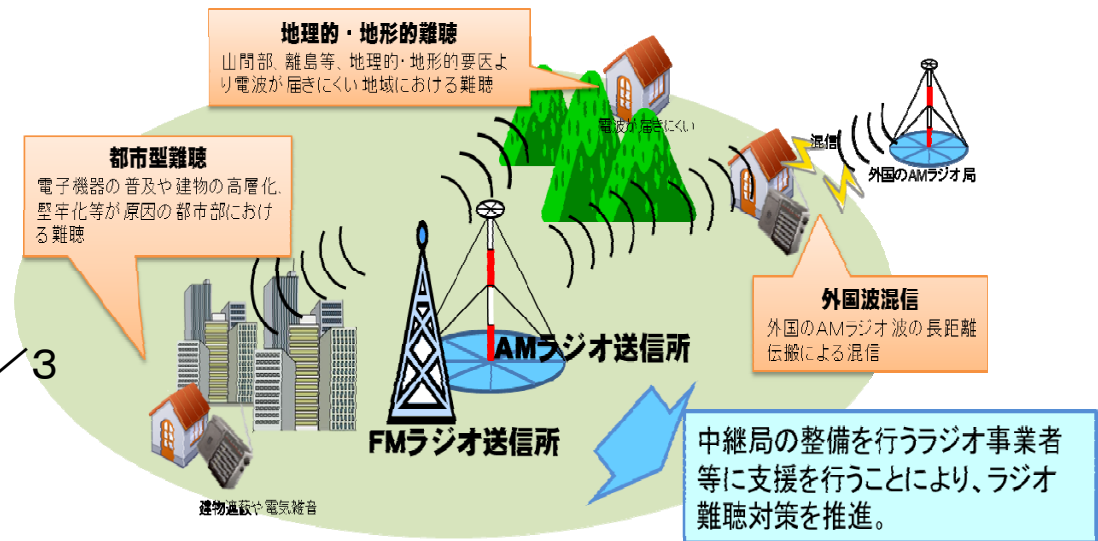 地理的・地形的難聴
山間部、離島等、地理的・地形的要因よ
り電波が届きにくい地域における難聴
電波が届きにくい
混信
外国のAMラジオ局
都市型難聴
電子機器の普及や建物の高層化、
堅牢化等が原因の都市部におけ
る難聴
外国波混信
外国のAMラジオ波の長距離
伝搬による混信
3
AMラジオ送信所
FMラジオ送信所
建物遮蔽や電気雑音
中継局の整備を行うラジオ事業者
等に支援を行うことにより、ラジオ
難聴対策を推進。